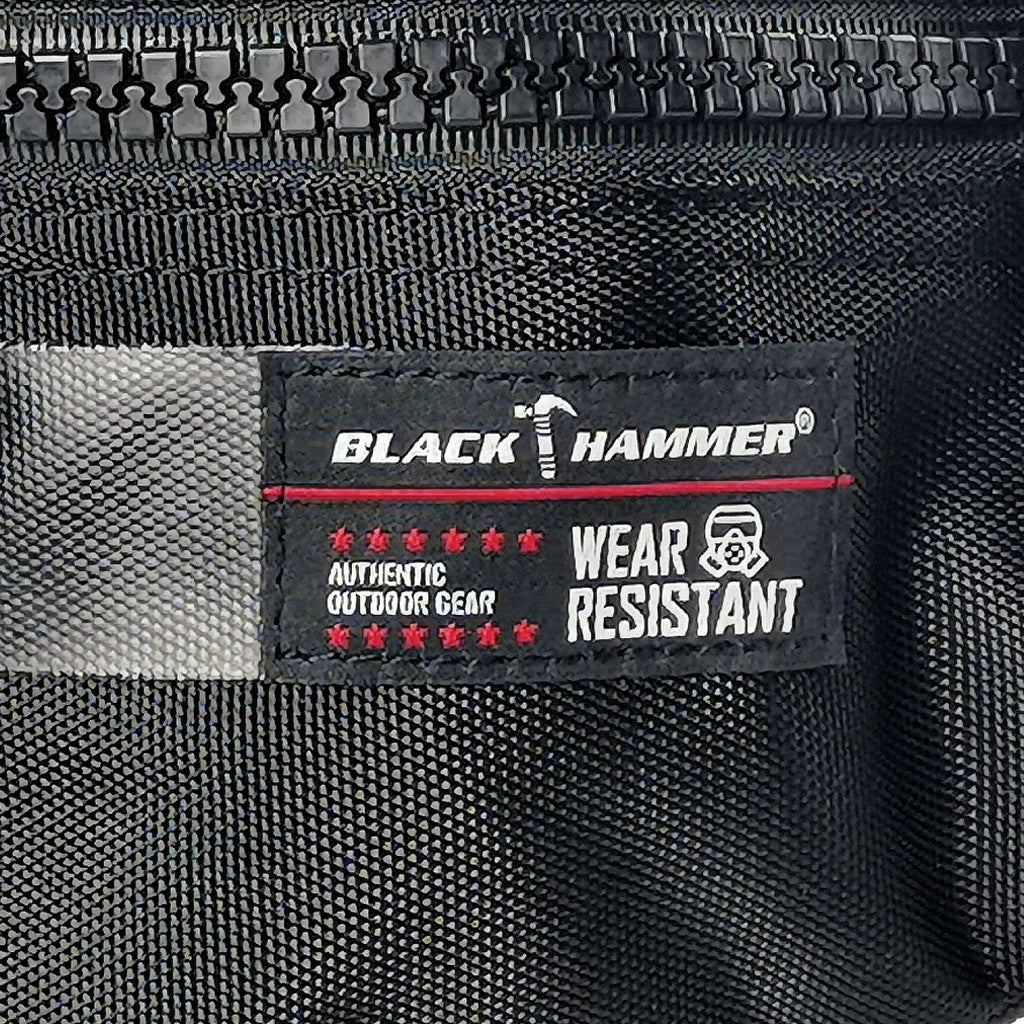 BLACK HAMMER®
AUTHENTIC
OUTDOOR GEAR
WEAR
RESISTANT